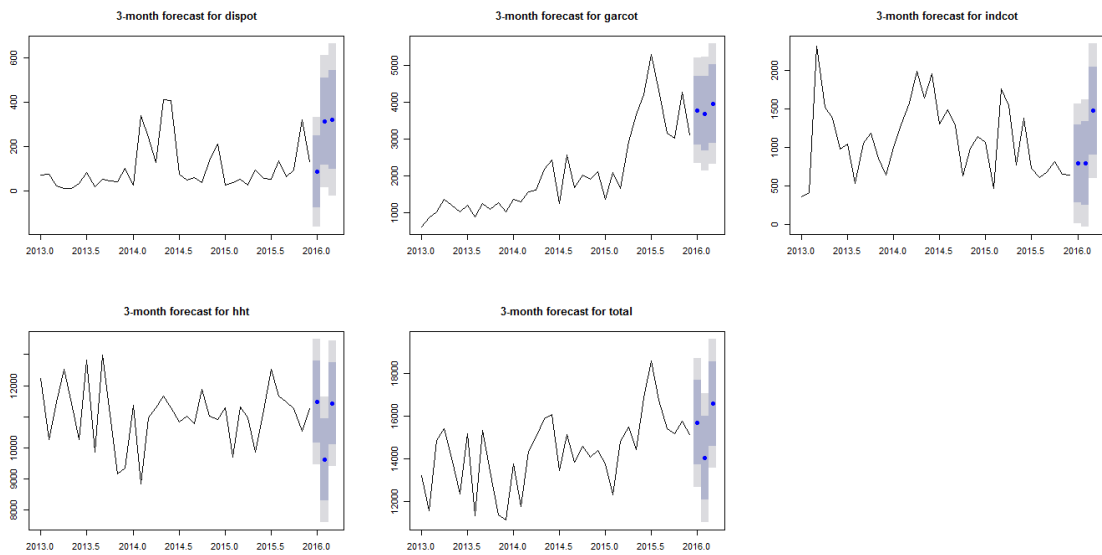 3-month forecast for dispot
600
400
200
0
2013.0 2013.5 2014.0 2014.5 2015.0 2015.5 2016.0
3-month forecast for garcot
5000
4000
3000
2000
1000
2013.0 2013.5 2014.0 2014.5 2015.0 2015.5 2016.0
3-month forecast for indcot
2000
1500
1000
500
0
2013.0 2013.5 2014.0 2014.5 2015.0 2015.5 2016.0
3-month forecast for hht
12000
10000
9000
8000
2013.0 2013.5 2014.0 2014.5 2015.0 2015.5 2016.0
3-month forecast for total
18000
16000
14000
12000
2013.0 2013.5 2014.0 2014.5 2015.0 2015.5 2016.0